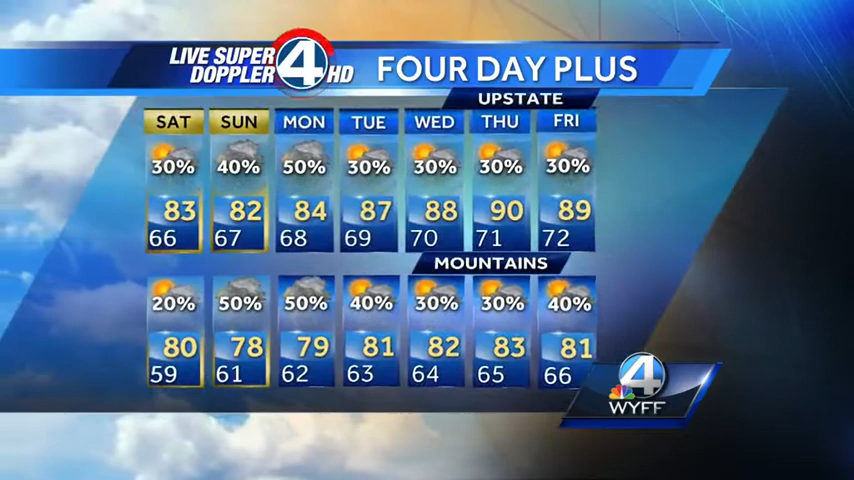 LIVE SUPER
DOPPLER 4 HD
FOUR DAY PLUS
UPSTATE
SAT SUN MON TUE WED THU FRI
30% 40% 50% 30% 30% 30% 30%
83 82 84 87 88 90 89
66 67 68 69 70 71 72
MOUNTAINS
20% 50% 50% 40% 30% 30% 40%
80 78 79 81 82 83 81
59 61 62 63 64 65 66
4
WYFF